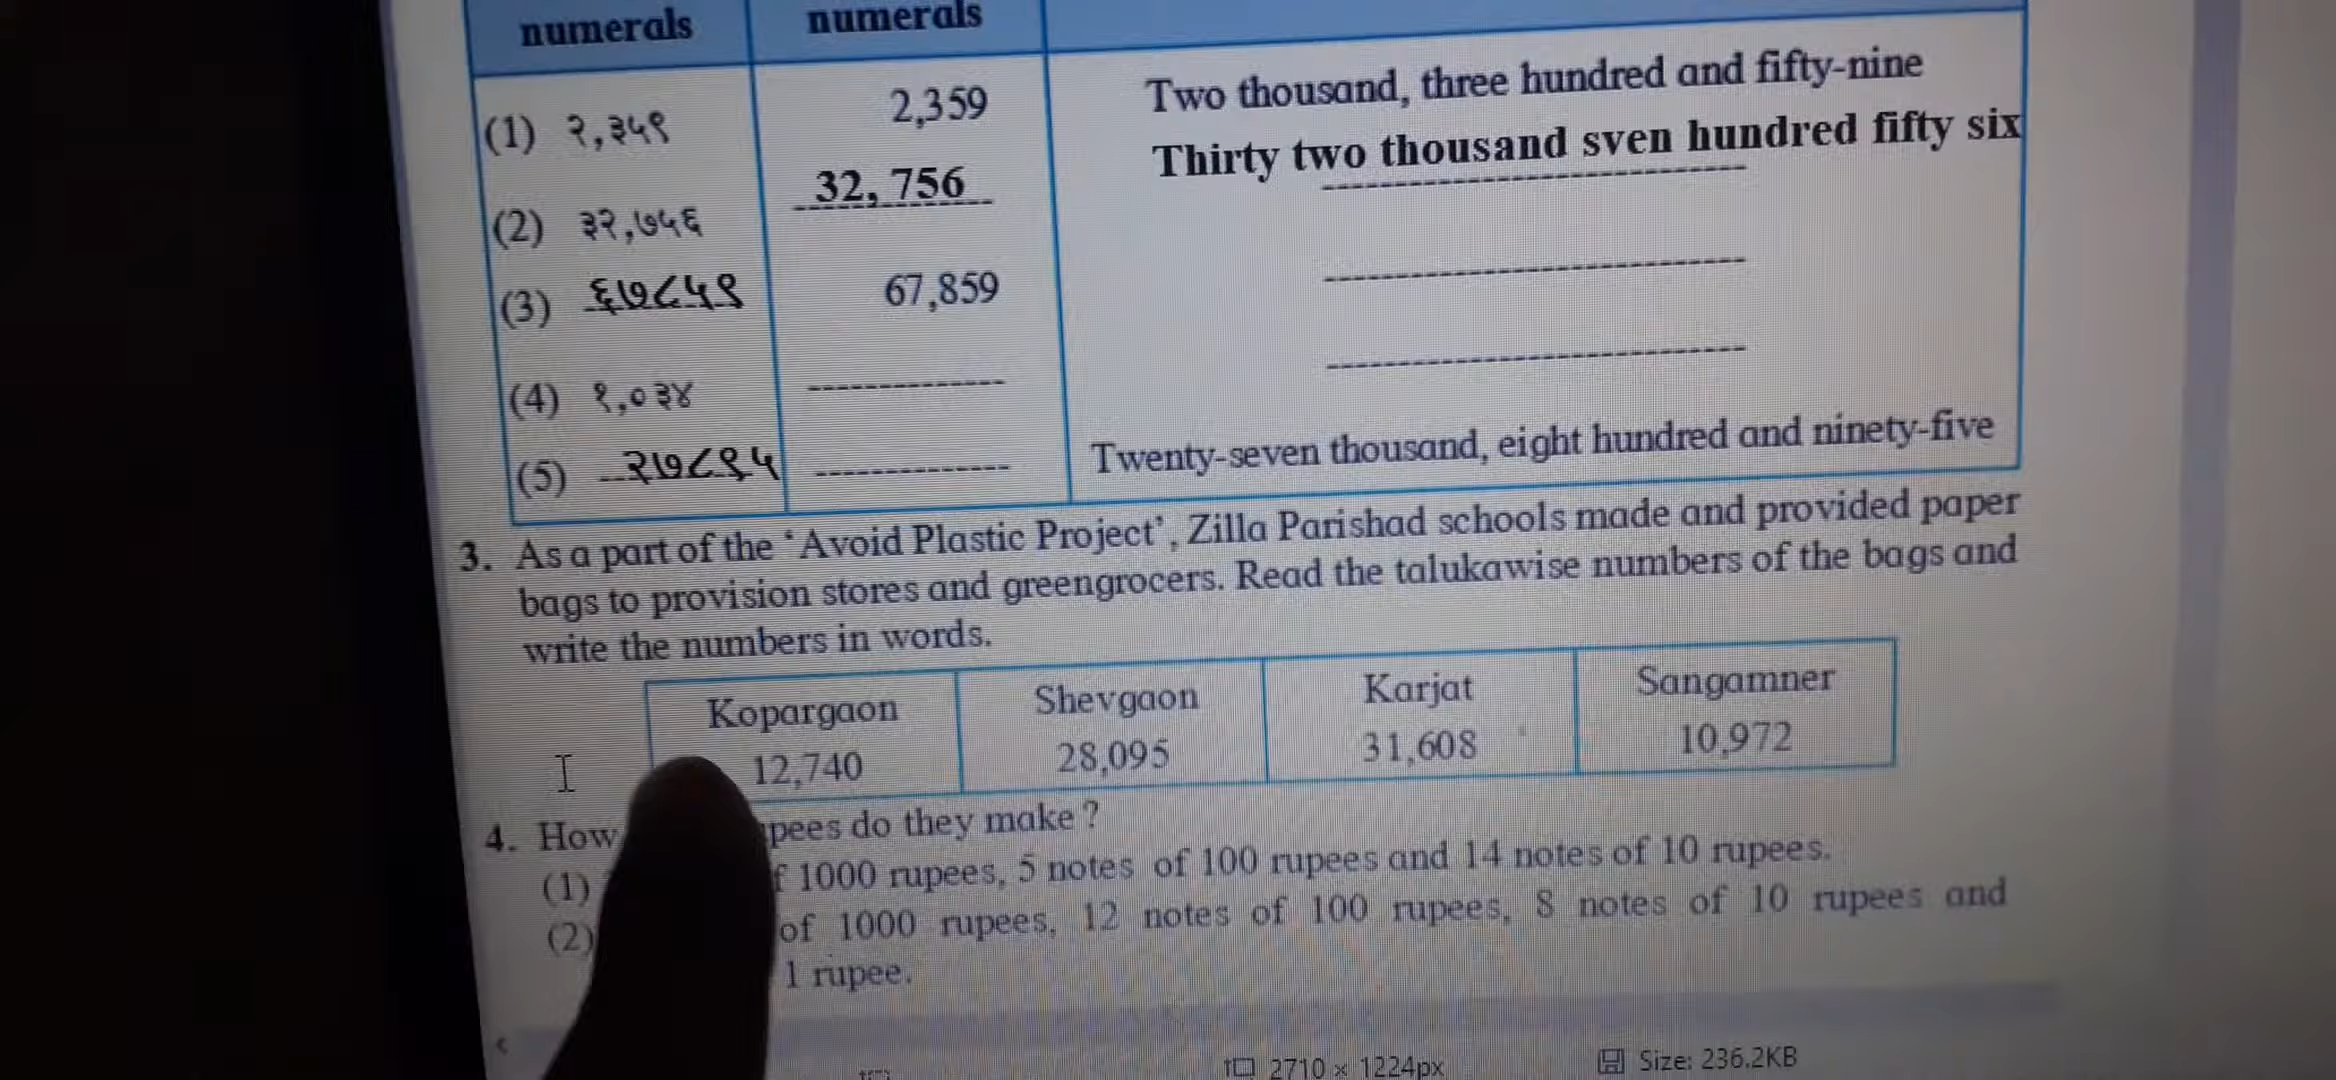 numerals numerals
(1) २,३५९ 2,359 Two thousand, three hundred and fifty-nine
(2) ३२,७५६ 32, 756 Thirty two thousand sven hundred fifty six
(3) ६७८५९ 67,859
(4) १,०३४
(5) २७८९५ Twenty-seven thousand, eight hundred and ninety-five
3. As a part of the ‘Avoid Plastic Project’, Zilla Parishad schools made and provided paper
bags to provision stores and greengrocers. Read the talukawise numbers of the bags and
write the numbers in words.
Kopargaon Shevgaon Karjat Sangamner
12,740 28,095 31,608 10,972
4. How pees do they make ?
(1) f 1000 rupees, 5 notes of 100 rupees and 14 notes of 10 rupees.
(2) of 1000 rupees, 12 notes of 100 rupees, 8 notes of 10 rupees and
1 rupee.
2710 × 1224px Size: 236.2KB